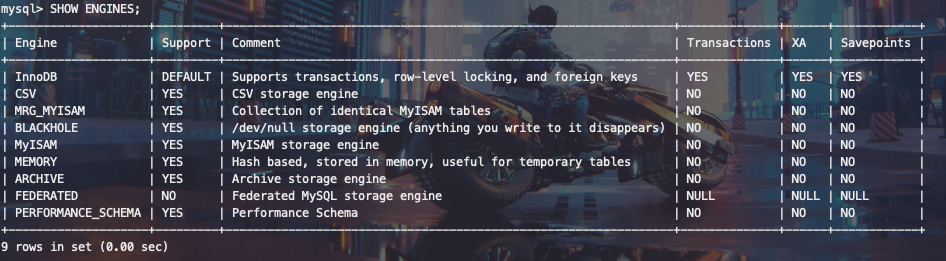 mysql> SHOW ENGINES;
+--------------------+---------+----------------------------------------------------------------+--------------+------+------------+
| Engine             | Support | Comment                                                        | Transactions | XA   | Savepoints |
+--------------------+---------+----------------------------------------------------------------+--------------+------+------------+
| InnoDB             | DEFAULT | Supports transactions, row-level locking, and foreign keys     | YES          | YES  | YES        |
| CSV                | YES     | CSV storage engine                                             | NO           | NO   | NO         |
| MRG_MYISAM         | YES     | Collection of identical MyISAM tables                          | NO           | NO   | NO         |
| BLACKHOLE          | YES     | /dev/null storage engine (anything you write to it disappears) | NO           | NO   | NO         |
| MyISAM             | YES     | MyISAM storage engine                                          | NO           | NO   | NO         |
| MEMORY             | YES     | Hash based, stored in memory, useful for temporary tables      | NO           | NO   | NO         |
| ARCHIVE            | YES     | Archive storage engine                                         | NO           | NO   | NO         |
| FEDERATED          | NO      | Federated MySQL storage engine                                 | NULL         | NULL | NULL       |
| PERFORMANCE_SCHEMA | YES     | Performance Schema                                             | NO           | NO   | NO         |
+--------------------+---------+----------------------------------------------------------------+--------------+------+------------+
9 rows in set (0.00 sec)